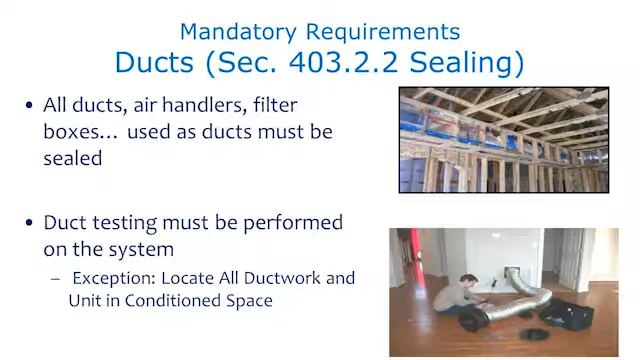 Mandatory Requirements
Ducts (Sec. 403.2.2 Sealing)
• All ducts, air handlers, filter
boxes… used as ducts must be
sealed
• Duct testing must be performed
on the system
– Exception: Locate All Ductwork and
Unit in Conditioned Space